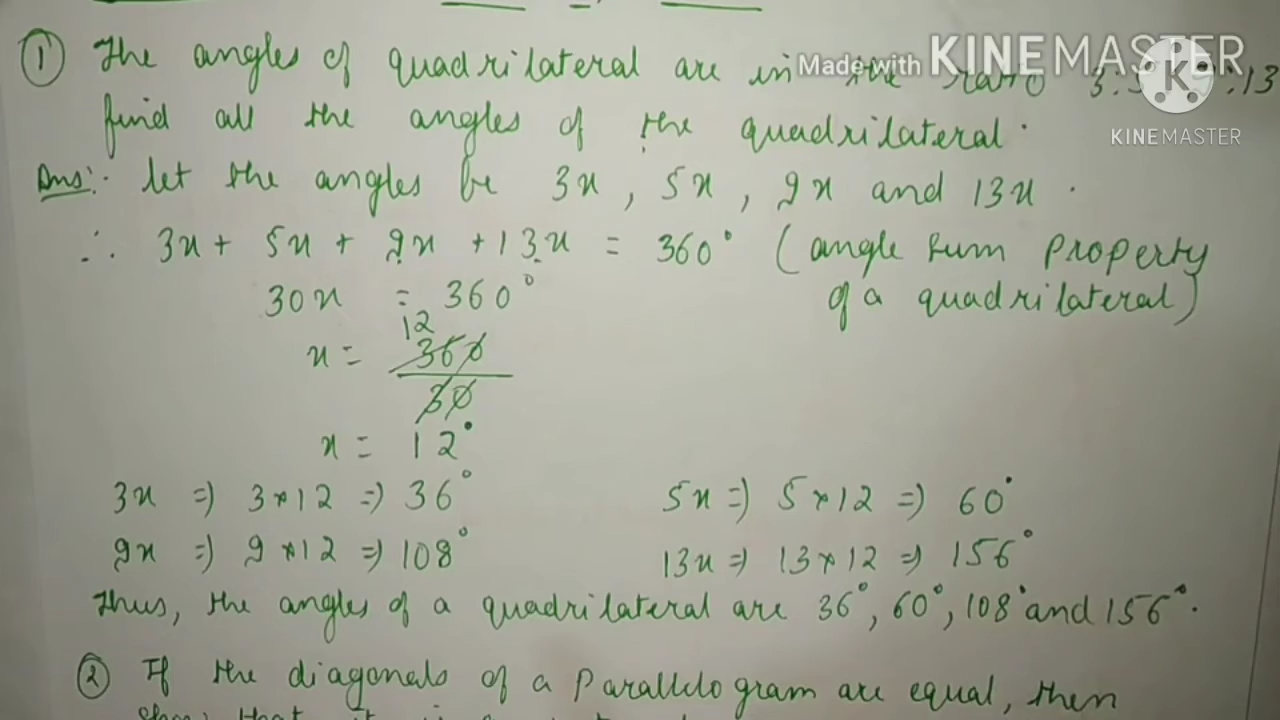 ① The angles of quadrilateral are in the ratio 3:5 :13
Made with KINEMASTER
K
KINEMASTER
find all the angles of the quadrilateral.
Ans:- let the angles be 3x, 5x, 9x and 13x.
∴ 3x + 5x + 9x + 13x = 360° (angle sum property
30x = 360° of a quadrilateral)
12
x = 360
30
x = 12°
3x => 3×12 => 36° 5x => 5×12 => 60°
9x => 9×12 => 108° 13x => 13×12 => 156°
Thus, the angles of a quadrilateral are 36°, 60°, 108° and 156°.
② If the diagonals of a parallelogram are equal, then
that it is